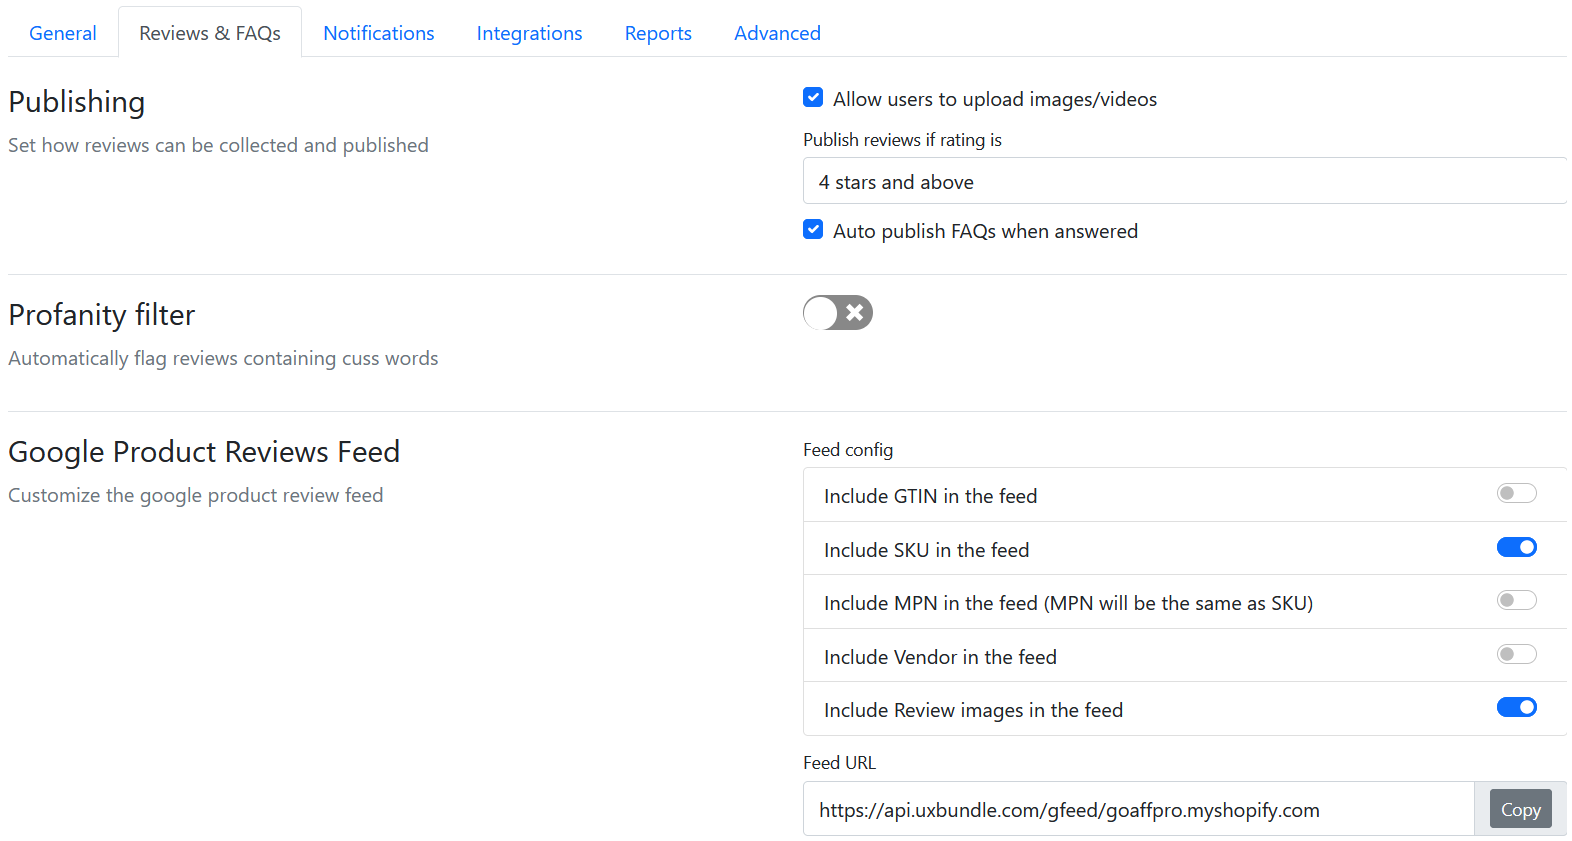 General Reviews & FAQs Notifications Integrations Reports Advanced
Publishing
Set how reviews can be collected and published
Allow users to upload images/videos
Publish reviews if rating is
4 stars and above
Auto publish FAQs when answered
Profanity filter
Automatically flag reviews containing cuss words
Google Product Reviews Feed
Customize the google product review feed
Feed config
Include GTIN in the feed
Include SKU in the feed
Include MPN in the feed (MPN will be the same as SKU)
Include Vendor in the feed
Include Review images in the feed
Feed URL
https://api.uxbundle.com/gfeed/goaffpro.myshopify.com Copy